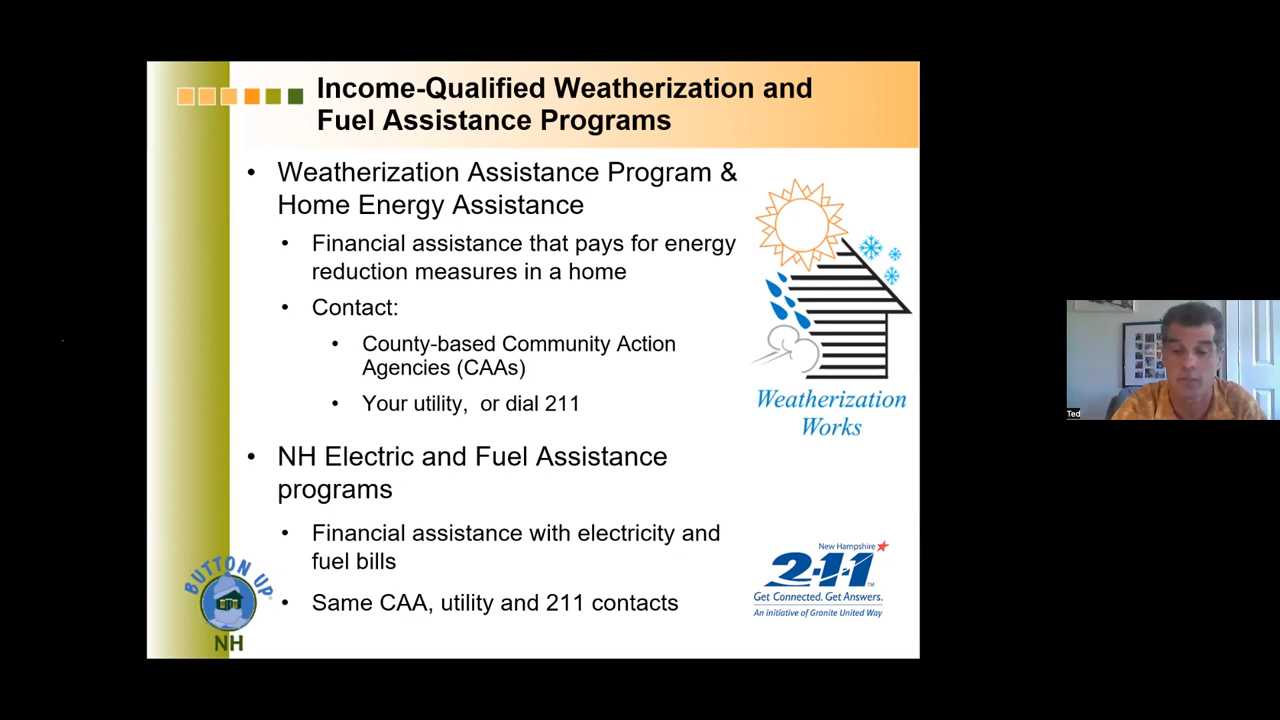 Income-Qualified Weatherization and
Fuel Assistance Programs
• Weatherization Assistance Program &
Home Energy Assistance
• Financial assistance that pays for energy
reduction measures in a home
• Contact:
• County-based Community Action
Agencies (CAAs)
• Your utility, or dial 211
• NH Electric and Fuel Assistance
programs
• Financial assistance with electricity and
fuel bills
• Same CAA, utility and 211 contacts
Weatherization
Works
New Hampshire
2-1-1
TM
Get Connected. Get Answers.
An initiative of Granite United Way
BUTTON UP
NH
Ted